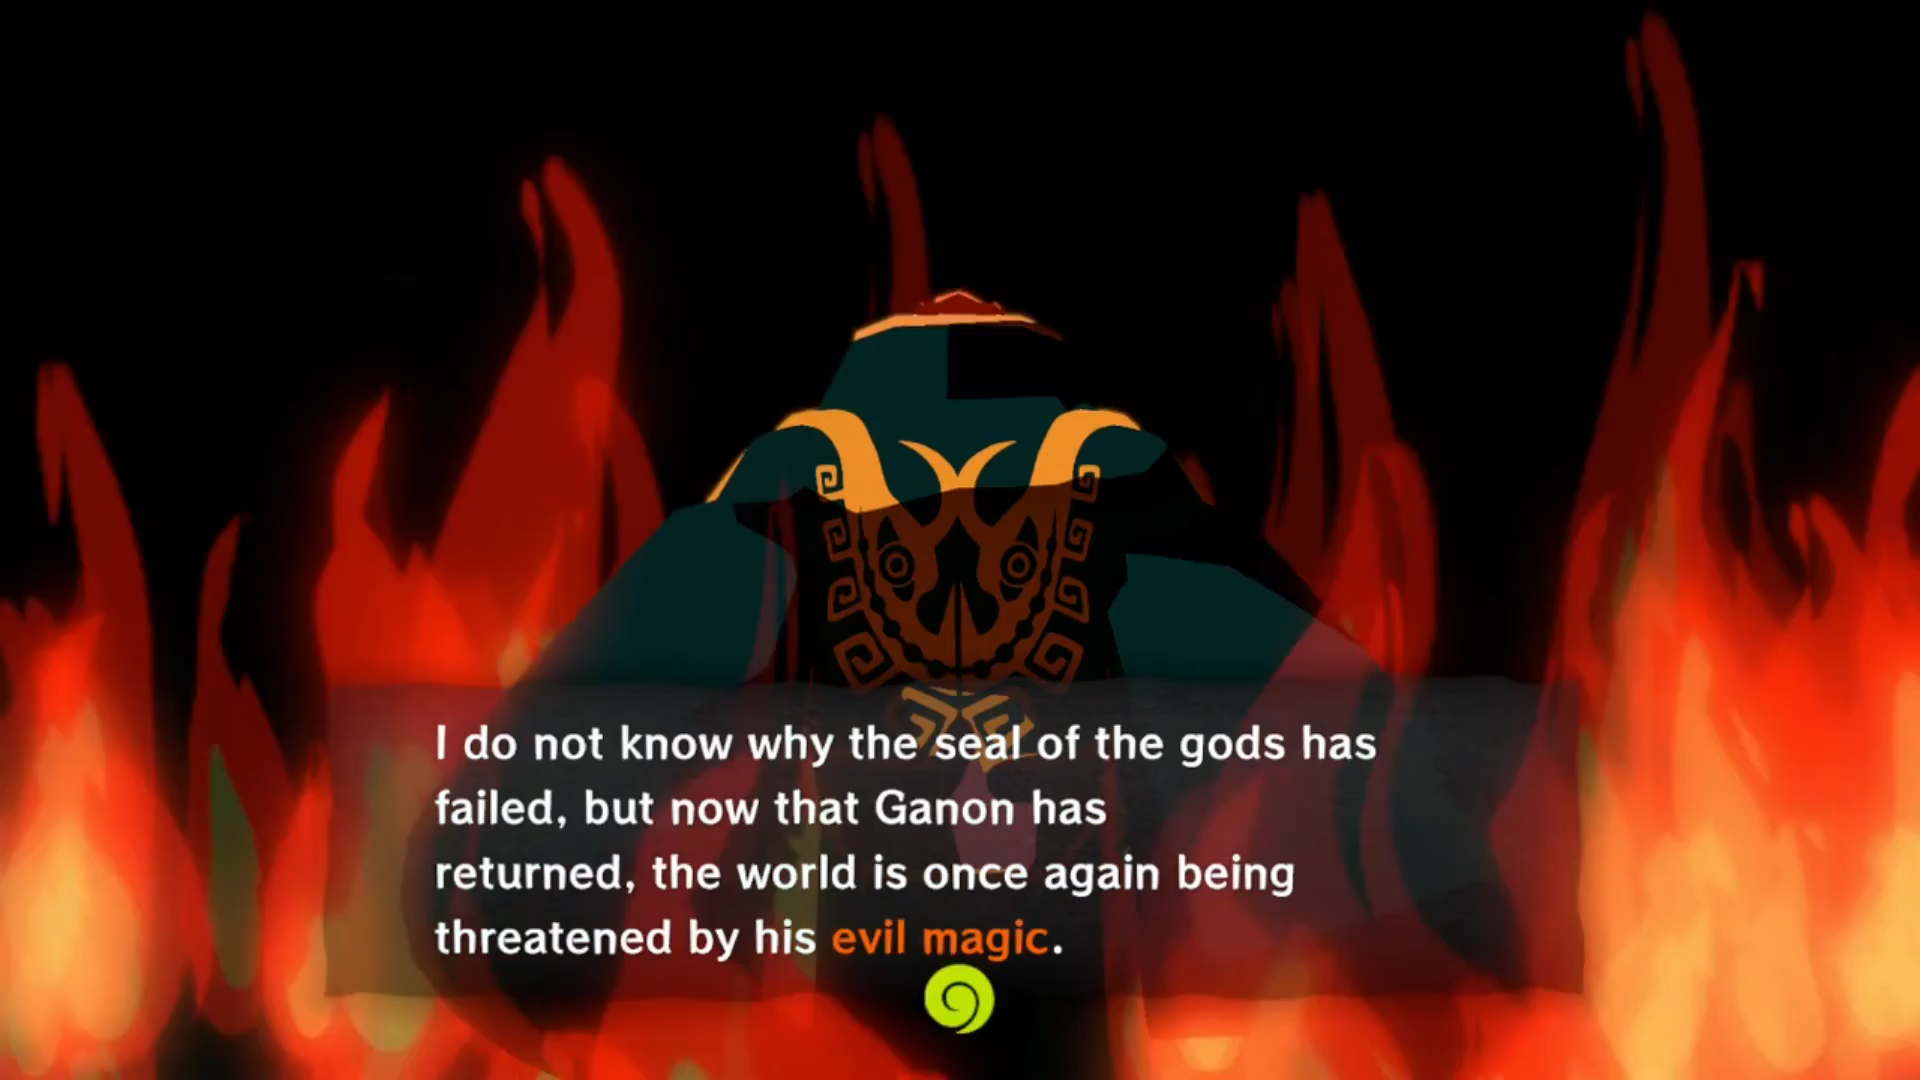 I do not know why the seal of the gods has
failed, but now that Ganon has
returned, the world is once again being
threatened by his evil magic.